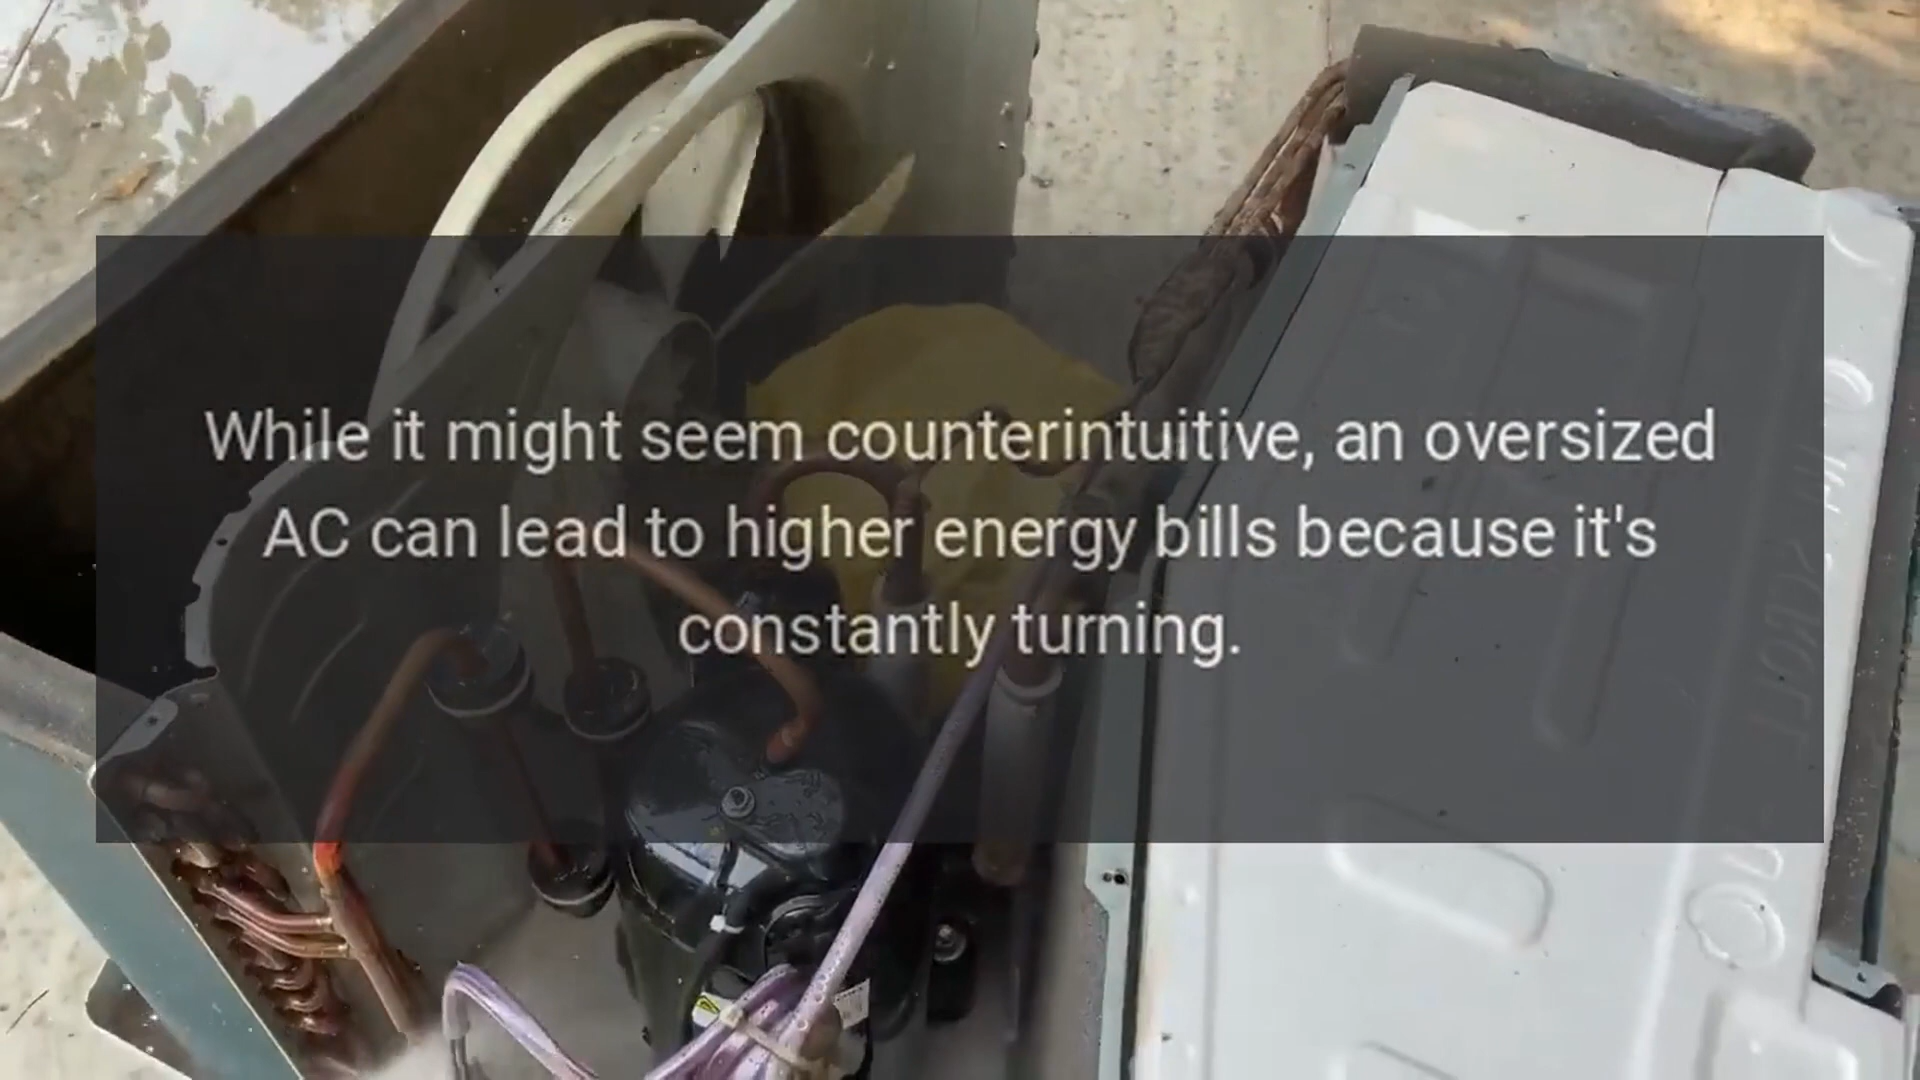 While it might seem counterintuitive, an oversized
AC can lead to higher energy bills because it's
constantly turning.